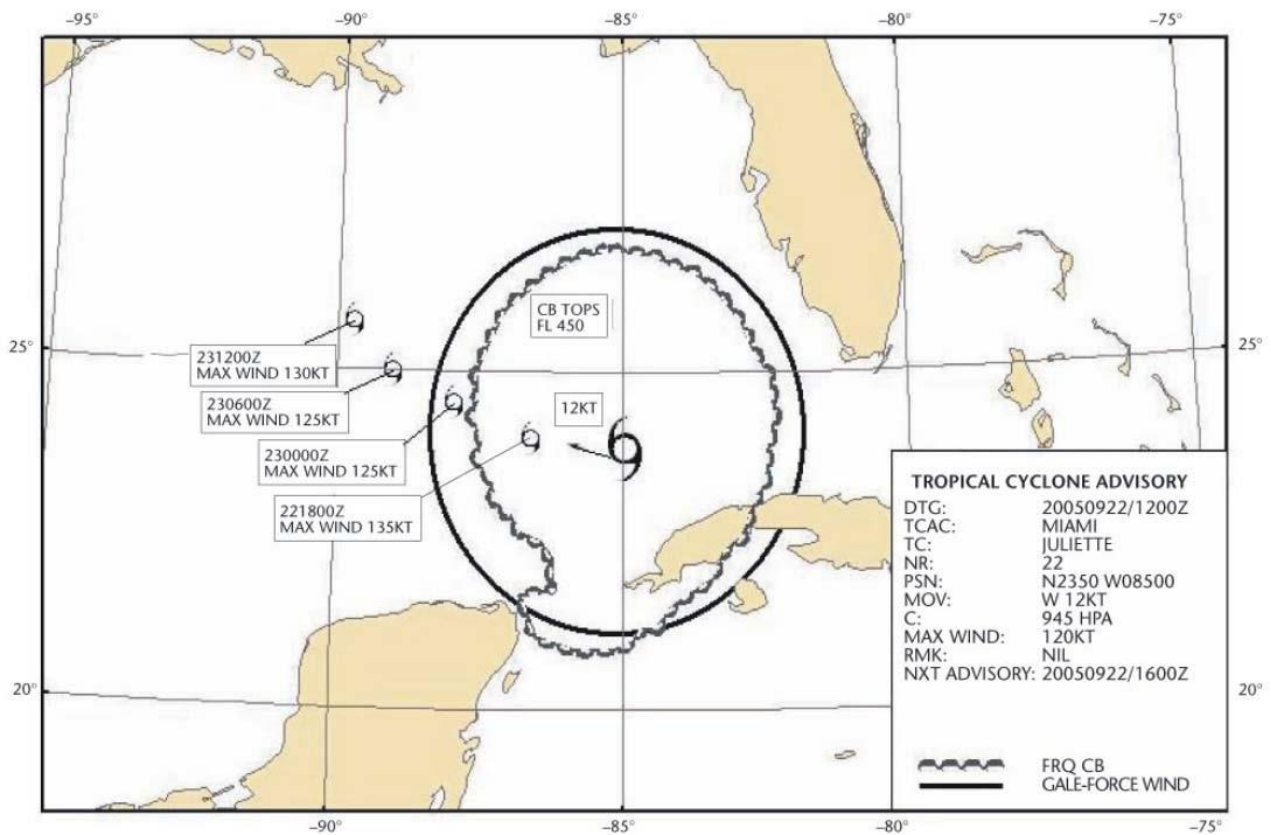 –95° –90° –85° –80° –75°
CB TOPS
FL 450
25° 25°
231200Z
MAX WIND 130KT
230600Z
MAX WIND 125KT
12KT
230000Z
MAX WIND 125KT
221800Z
MAX WIND 135KT
TROPICAL CYCLONE ADVISORY
DTG: 20050922/1200Z
TCAC: MIAMI
TC: JULIETTE
NR: 22
PSN: N2350 W08500
MOV: W 12KT
C: 945 HPA
MAX WIND: 120KT
RMK: NIL
NXT ADVISORY: 20050922/1600Z
20° 20°
FRQ CB
GALE-FORCE WIND
–90° –85° –80° –75°